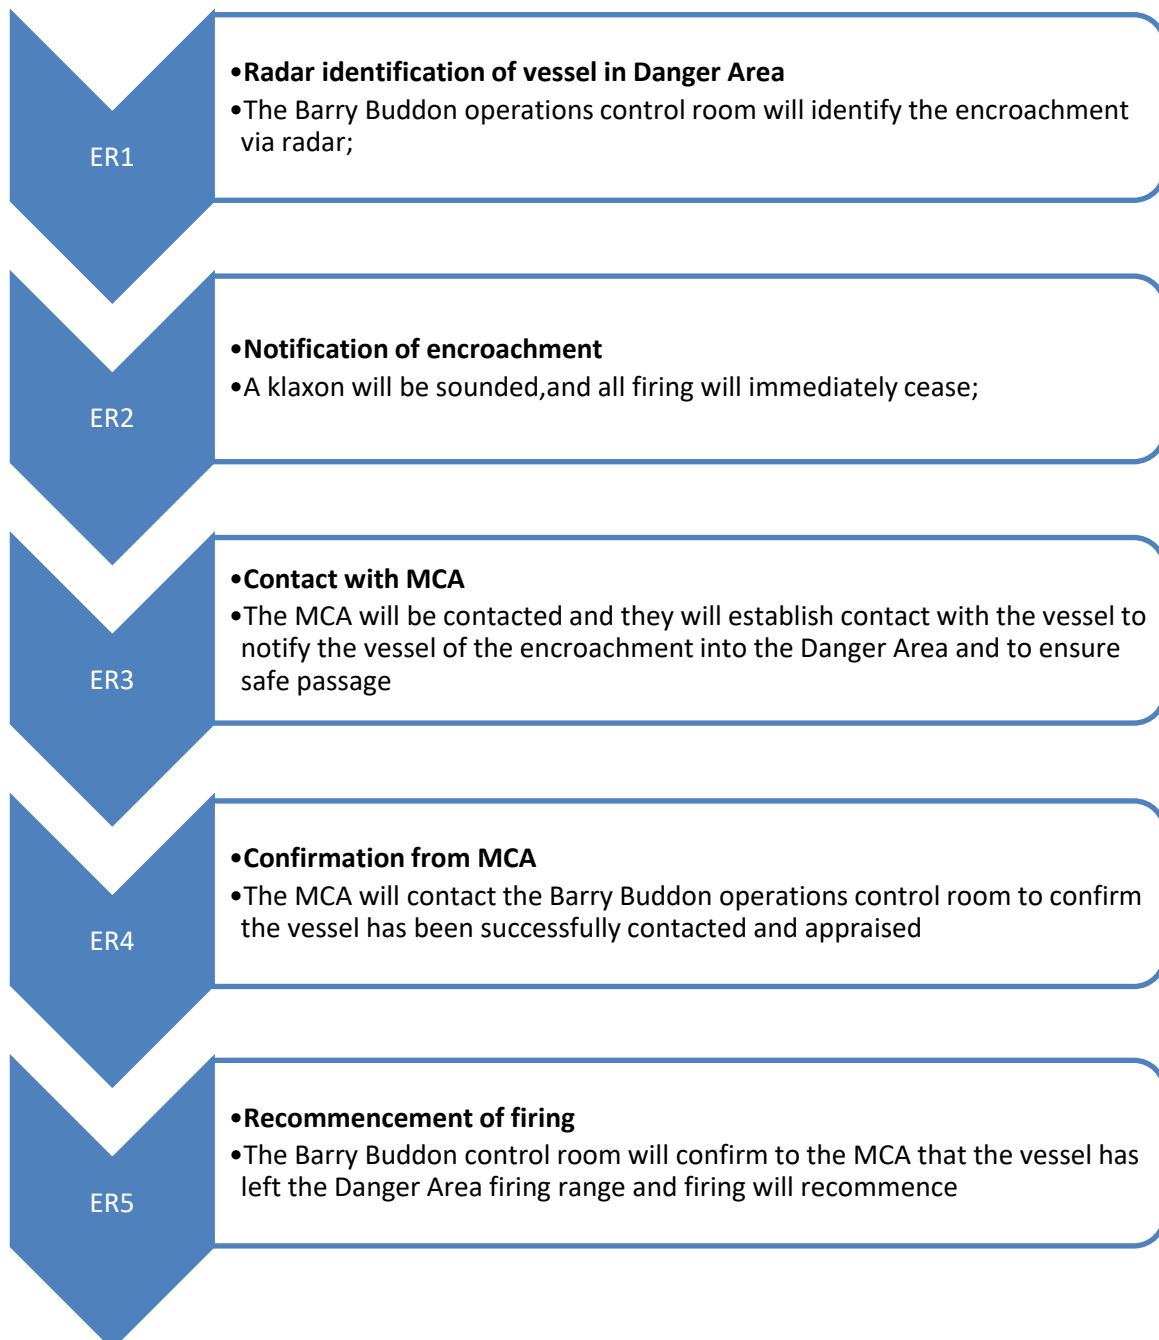 ER1
•Radar identification of vessel in Danger Area
•The Barry Buddon operations control room will identify the encroachment
via radar;
ER2
•Notification of encroachment
•A klaxon will be sounded,and all firing will immediately cease;
ER3
•Contact with MCA
•The MCA will be contacted and they will establish contact with the vessel to
notify the vessel of the encroachment into the Danger Area and to ensure
safe passage
ER4
•Confirmation from MCA
•The MCA will contact the Barry Buddon operations control room to confirm
the vessel has been successfully contacted and appraised
ER5
•Recommencement of firing
•The Barry Buddon control room will confirm to the MCA that the vessel has
left the Danger Area firing range and firing will recommence